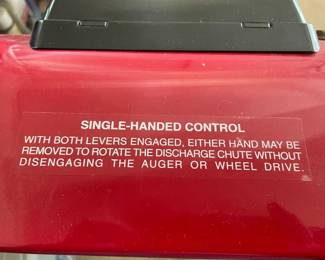 SINGLE-HANDED CONTROL
WITH BOTH LEVERS ENGAGED, EITHER HAND MAY BE
REMOVED TO ROTATE THE DISCHARGE CHUTE WITHOUT
DISENGAGING THE AUGER OR WHEEL DRIVE.